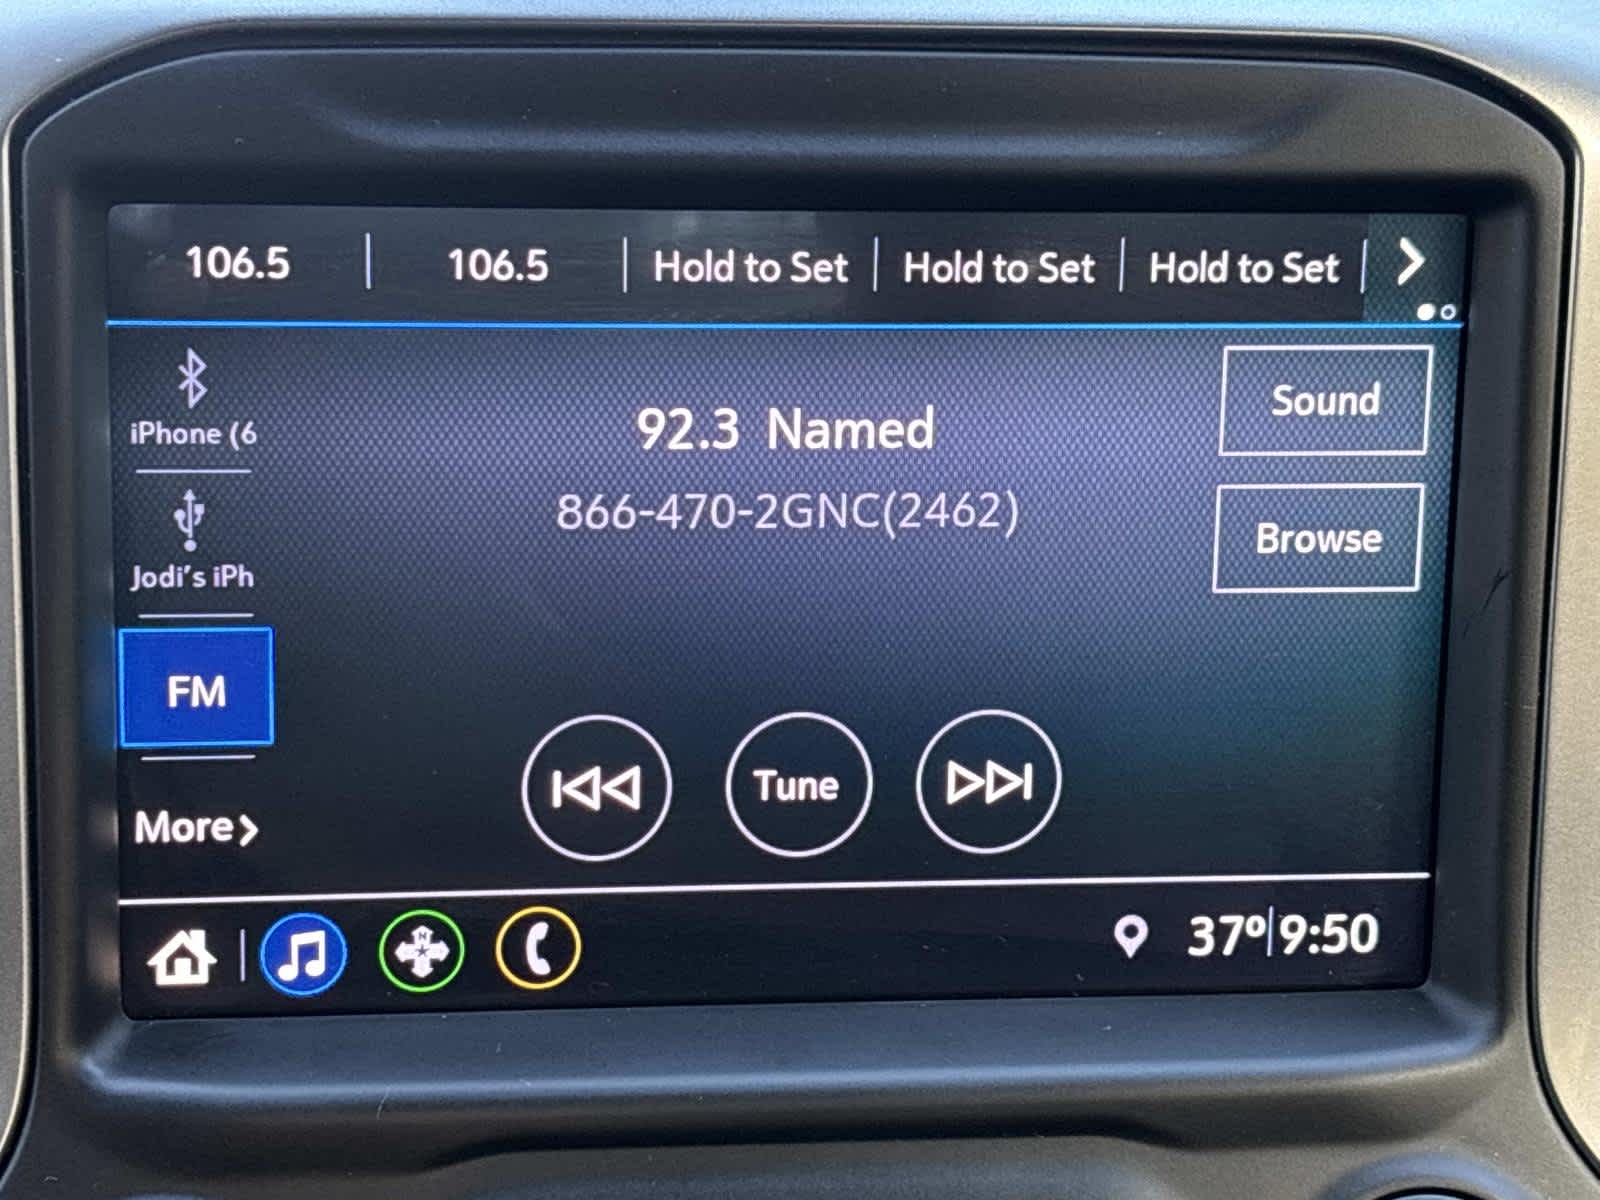 106.5 | 106.5 | Hold to Set | Hold to Set | Hold to Set
iPhone (6
Jodi's iPh
FM
More
92.3 Named
866-470-2GNC(2462)
Sound
Browse
Tune
N
37° 9:50